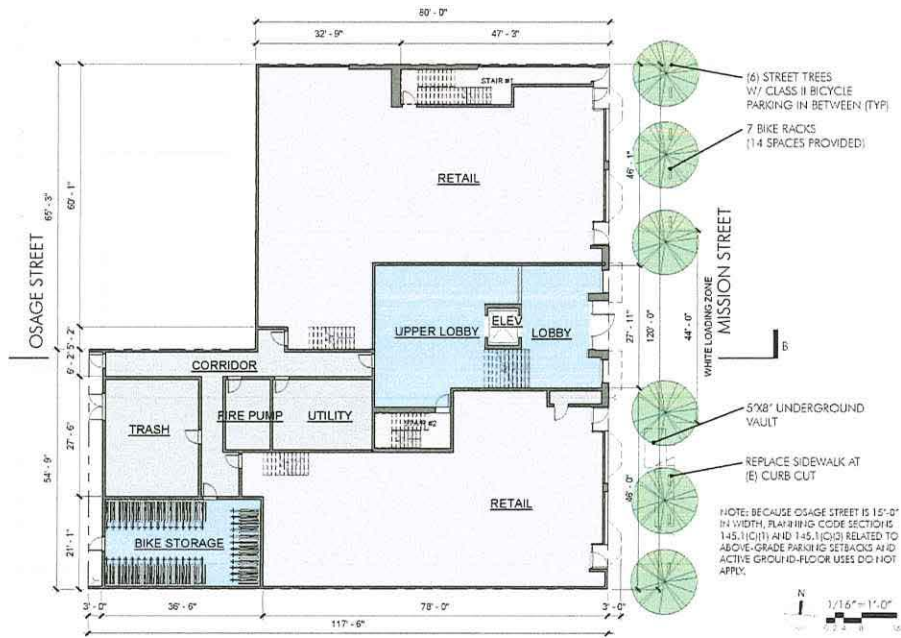 80' - 0"
32' - 9"
47' - 3"
STAIR #1
(6) STREET TREES
W/ CLASS II BICYCLE
PARKING IN BETWEEN (TYP)
7 BIKE RACKS
(14 SPACES PROVIDED)
RETAIL
46' - 1"
60' - 1"
65' - 3"
OSAGE STREET
MISSION STREET
WHITE LOADING ZONE
44' - 0"
120' - 0"
27' - 11"
ELEV
UPPER LOBBY
LOBBY
B
5' - 2"
6' - 2"
CORRIDOR
FIRE PUMP
UTILITY
TRASH
STAIR #2
27' - 6"
54' - 9"
5'X8' UNDERGROUND
VAULT
REPLACE SIDEWALK AT
(E) CURB CUT
46' - 0"
RETAIL
BIKE STORAGE
21' - 1"
NOTE: BECAUSE OSAGE STREET IS 15'-0"
IN WIDTH, PLANNING CODE SECTIONS
145.1(C)(1) AND 145.1(C)(3) RELATED TO
ABOVE-GRADE PARKING SETBACKS AND
ACTIVE GROUND-FLOOR USES DO NOT
APPLY.
3' - 0"
36' - 6"
78' - 0"
3' - 0"
117' - 6"
N
1/16"=1'-0"